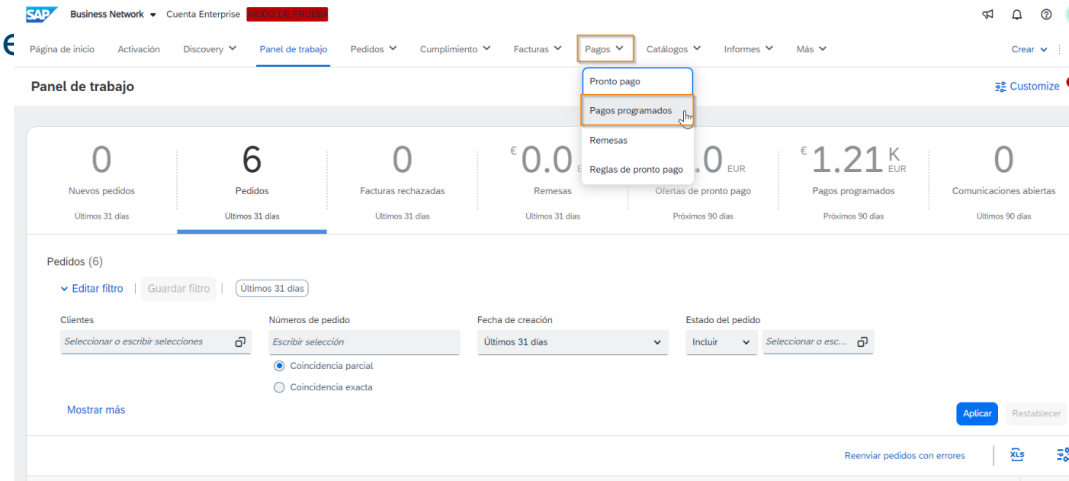 SAP Business Network Cuenta Enterprise MODO DE PRUEBA
Página de inicio Activación Discovery Panel de trabajo Pedidos Cumplimiento Facturas Pagos Catálogos Informes Más Crear
Panel de trabajo Customize
Pronto pago
Pagos programados
Remesas
Reglas de pronto pago
0 6 0 € 0.0 .0 EUR € 1.21 K EUR 0
Nuevos pedidos Pedidos Facturas rechazadas Remesas Ofertas de pronto pago Pagos programados Comunicaciones abiertas
Últimos 31 días Últimos 31 días Últimos 31 días Últimos 31 días Próximos 90 días Próximos 90 días Últimos 90 días
Pedidos (6)
Editar filtro Guardar filtro Últimos 31 días
Clientes Números de pedido Fecha de creación Estado del pedido
Seleccionar o escribir selecciones Escribir selección Últimos 31 días Incluir Seleccionar o esc...
Coincidencia parcial
Coincidencia exacta
Mostrar más Aplicar Restablecer
Reenviar pedidos con errores XLS